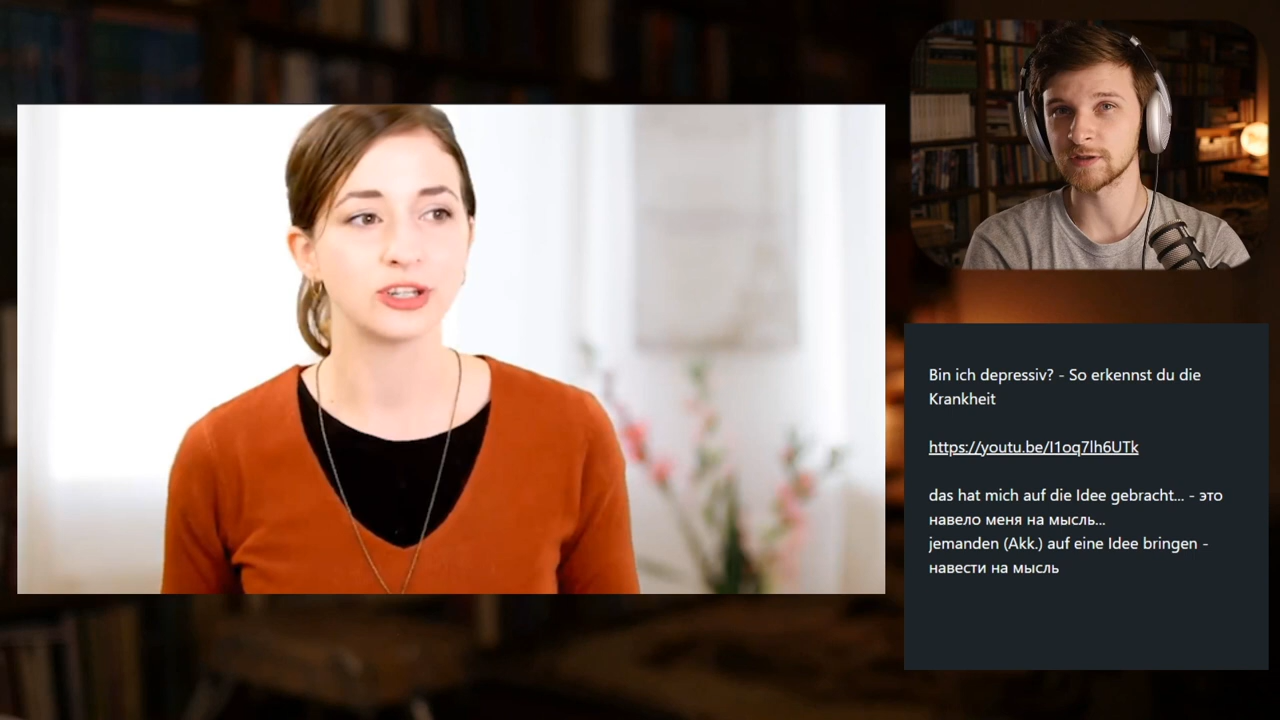 Bin ich depressiv? - So erkennst du die
Krankheit
https://youtu.be/I1oq7lh6UTk
das hat mich auf die Idee gebracht... - это
навело меня на мысль...
jemanden (Akk.) auf eine Idee bringen -
навести на мысль